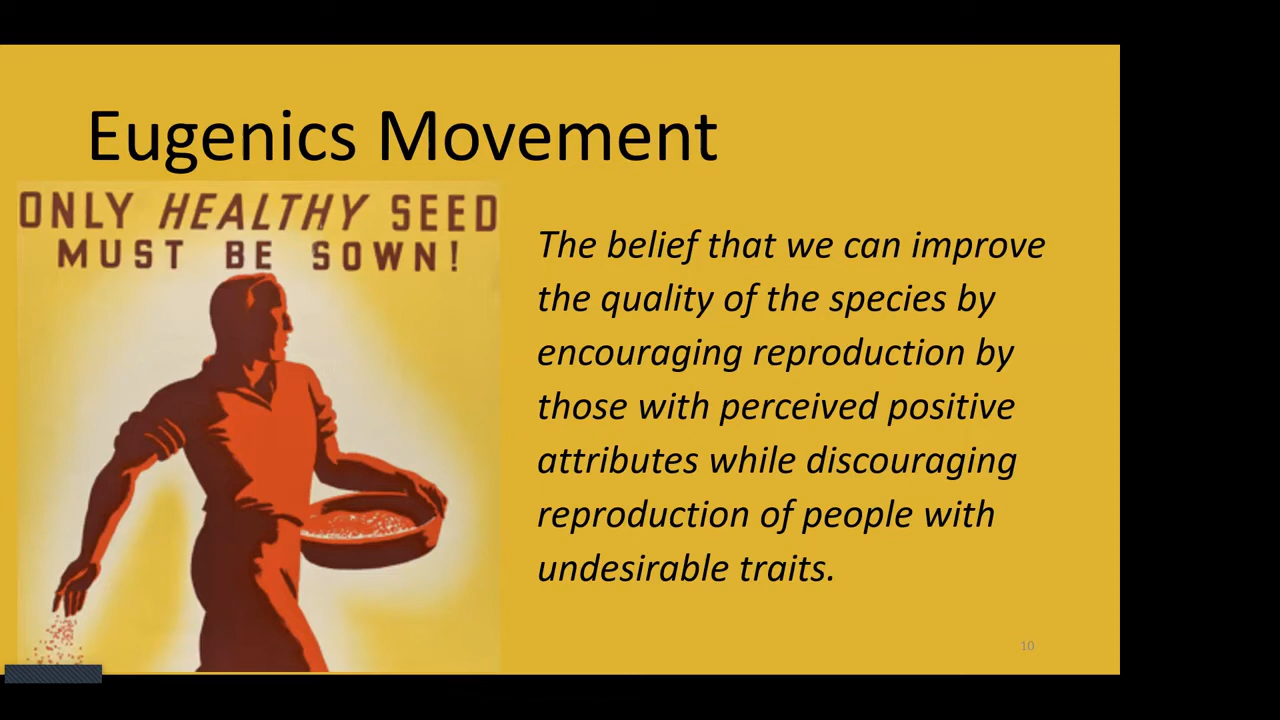 Eugenics Movement
ONLY HEALTHY SEED
MUST BE SOWN!
The belief that we can improve
the quality of the species by
encouraging reproduction by
those with perceived positive
attributes while discouraging
reproduction of people with
undesirable traits.
10